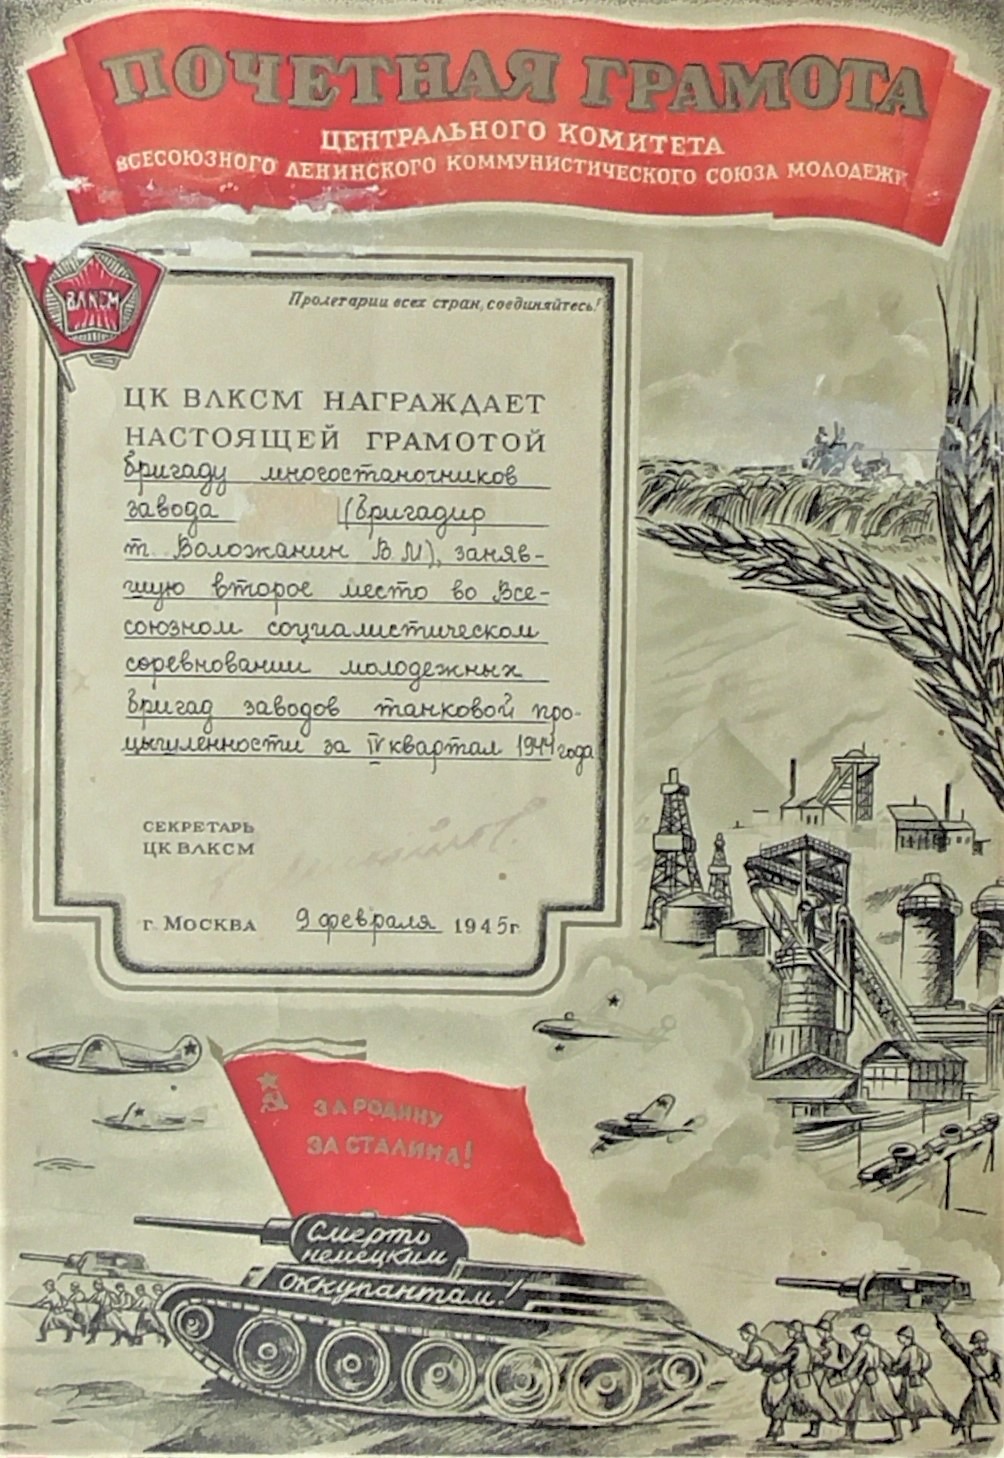 ПОЧЕТНАЯ ГРАМОТА
ЦЕНТРАЛЬНОГО КОМИТЕТА
ВСЕСОЮЗНОГО ЛЕНИНСКОГО КОММУНИСТИЧЕСКОГО СОЮЗА МОЛОДЕЖИ
ВЛКСМ
Пролетарии всех стран, соединяйтесь!
ЦК ВЛКСМ НАГРАЖДАЕТ
НАСТОЯЩЕЙ ГРАМОТОЙ
бригаду многостаночников
завода (бригадир
т. Воложанин В.М), заняв-
шую второе место во Все-
союзном социалистическом
соревновании молодежных
бригад заводов танковой про-
мышленности за IV квартал 1944 года
СЕКРЕТАРЬ
ЦК ВЛКСМ
г. МОСКВА 9 февраля 1945г.
ЗА РОДИНУ
ЗА СТАЛИНА!
Смерть
немецким
оккупантам!